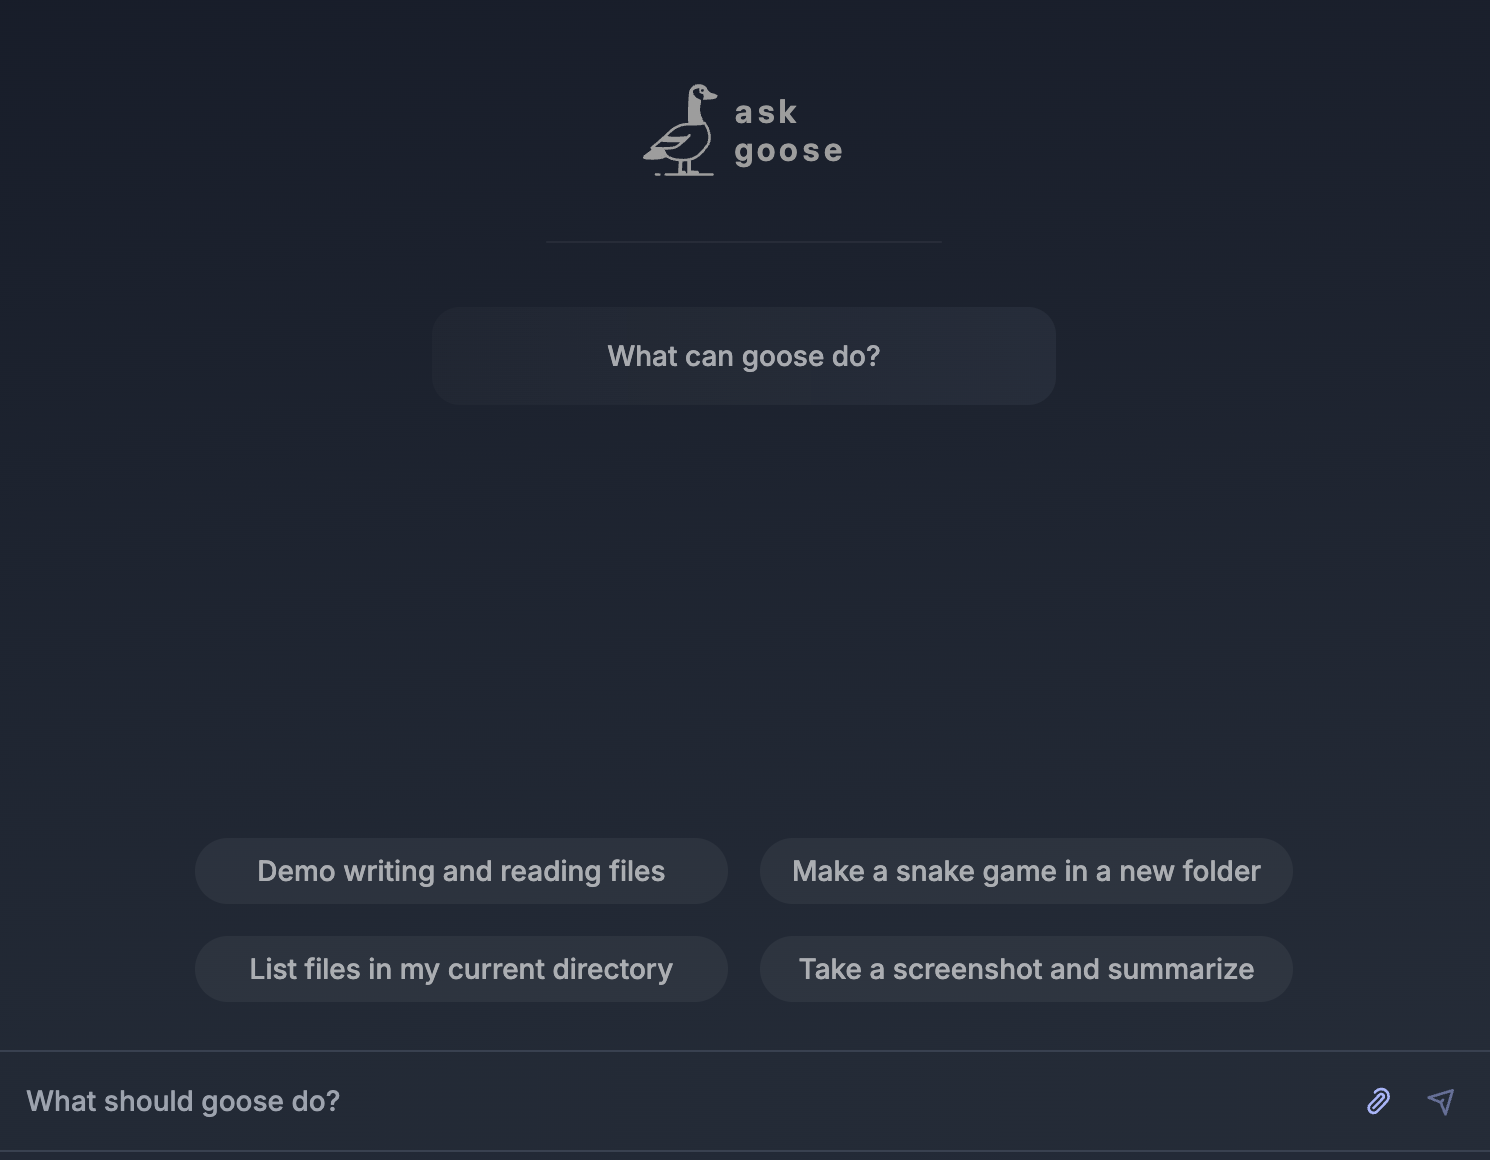 ask
goose
What can goose do?
Demo writing and reading files
Make a snake game in a new folder
List files in my current directory
Take a screenshot and summarize
What should goose do?